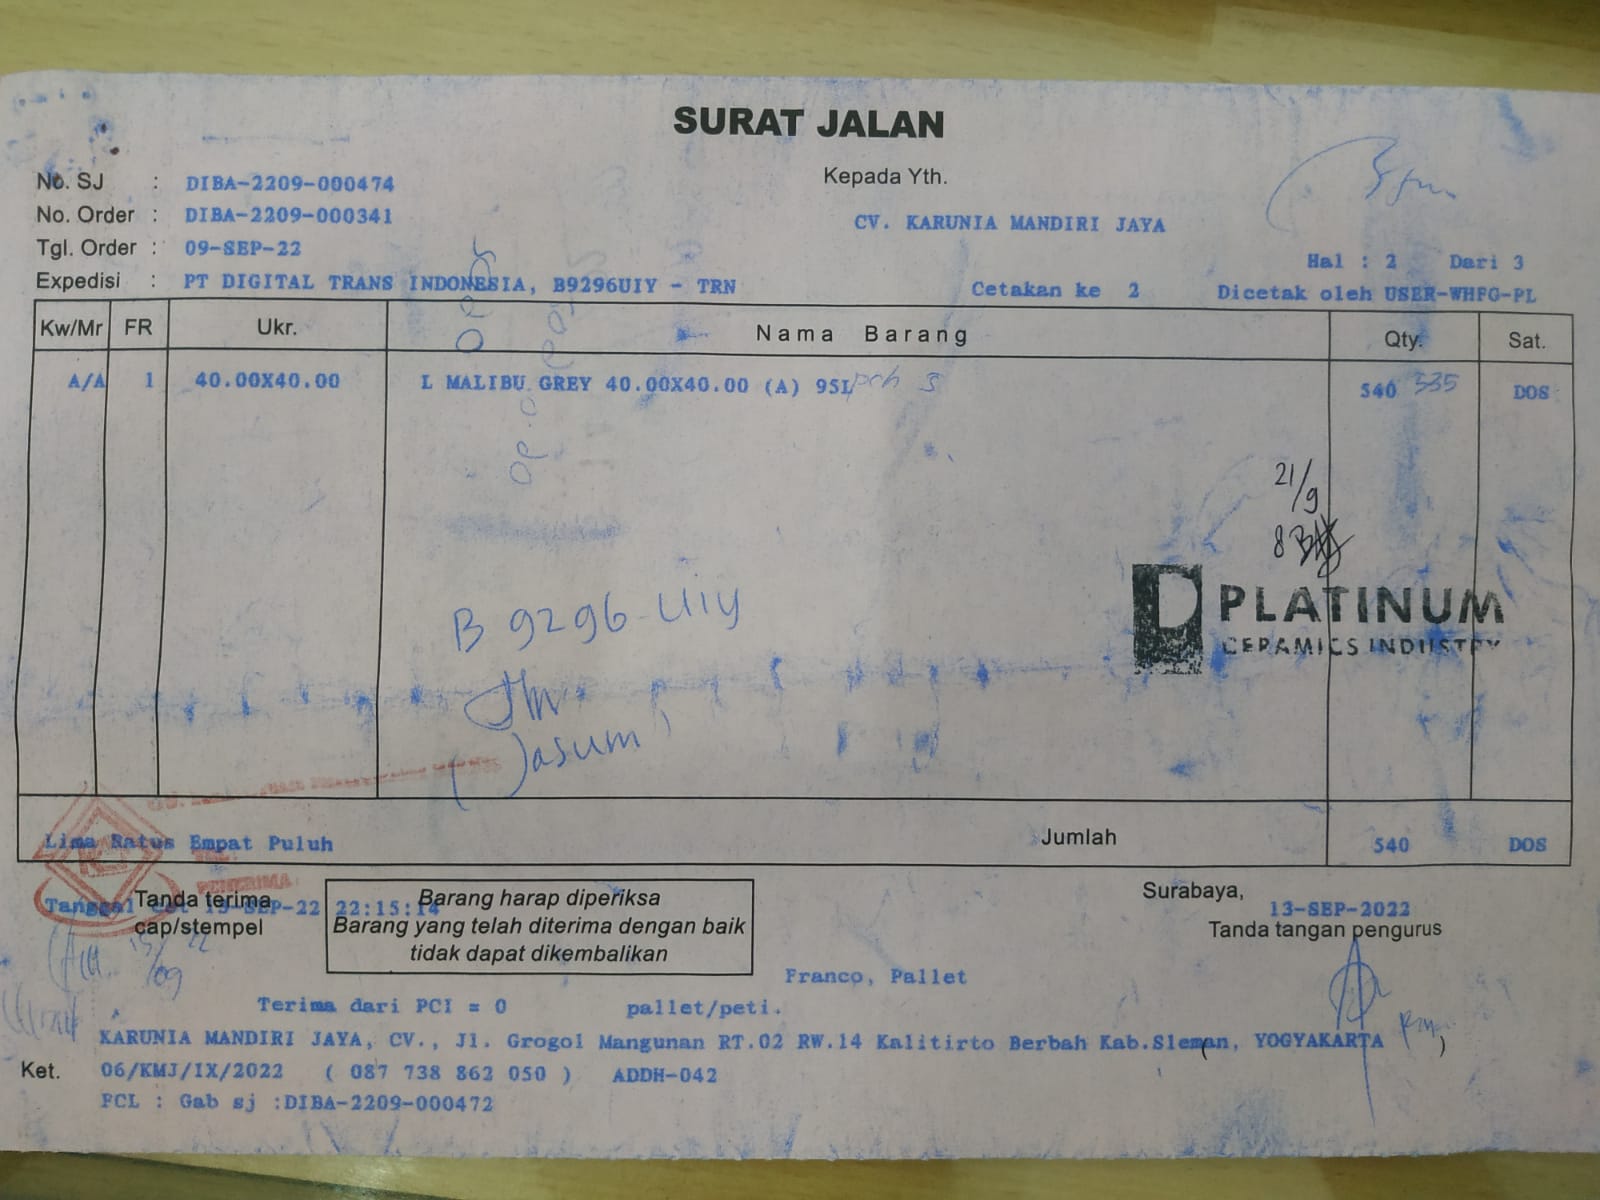 SURAT JALAN
No. SJ : DIBA-2209-000474
Kepada Yth.
No. Order : DIBA-2209-000341
CV. KARUNIA MANDIRI JAYA
Tgl. Order : 09-SEP-22
Hal : 2 Dari 3
Expedisi : PT DIGITAL TRANS INDONESIA, B9296UIY - TRN
Cetakan ke 2 Dicetak oleh USER-WHFG-PL
Kw/Mr FR Ukr. Nama Barang Qty. Sat.
A/A 1 40.00X40.00 L MALIBU GREY 40.00X40.00 (A) 95L 540 335 DOS
21/9
B 9296 UIY
PLATINUM
CERAMICS INDUSTRY
(Jasum)
Lima Ratus Empat Puluh Jumlah 540 DOS
PENERIMA
Tanda terima
cap/stempel
Tanggal 13-SEP-22 22:15:14
Barang harap diperiksa
Barang yang telah diterima dengan baik
tidak dapat dikembalikan
Surabaya,
13-SEP-2022
Tanda tangan pengurus
15/09 22
Franco, Pallet
Terima dari PCI = 0 pallet/peti.
KARUNIA MANDIRI JAYA, CV., Jl. Grogol Mangunan RT.02 RW.14 Kalitirto Berbah Kab.Sleman, YOGYAKARTA
Ket. 06/KMJ/IX/2022 ( 087 738 862 050 ) ADDH-042
PCL : Gab sj :DIBA-2209-000472